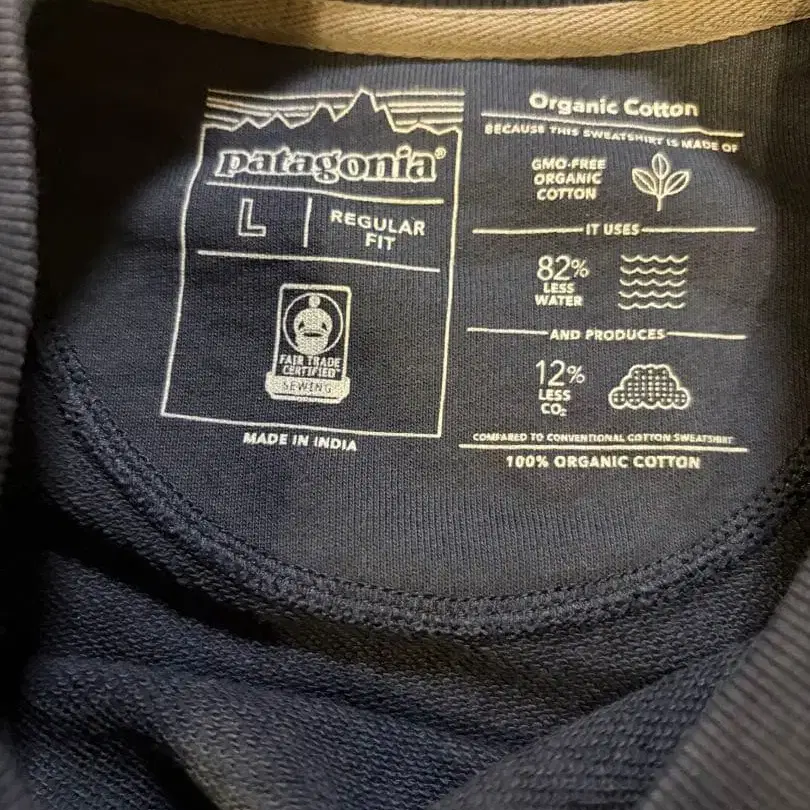 patagonia®
L
REGULAR
FIT
FAIR TRADE
CERTIFIED™
SEWING
MADE IN INDIA
Organic Cotton
BECAUSE THIS SWEATSHIRT IS MADE OF
GMO-FREE
ORGANIC
COTTON
IT USES
82%
LESS
WATER
AND PRODUCES
12%
LESS
CO₂
COMPARED TO CONVENTIONAL COTTON SWEATSHIRT
100% ORGANIC COTTON